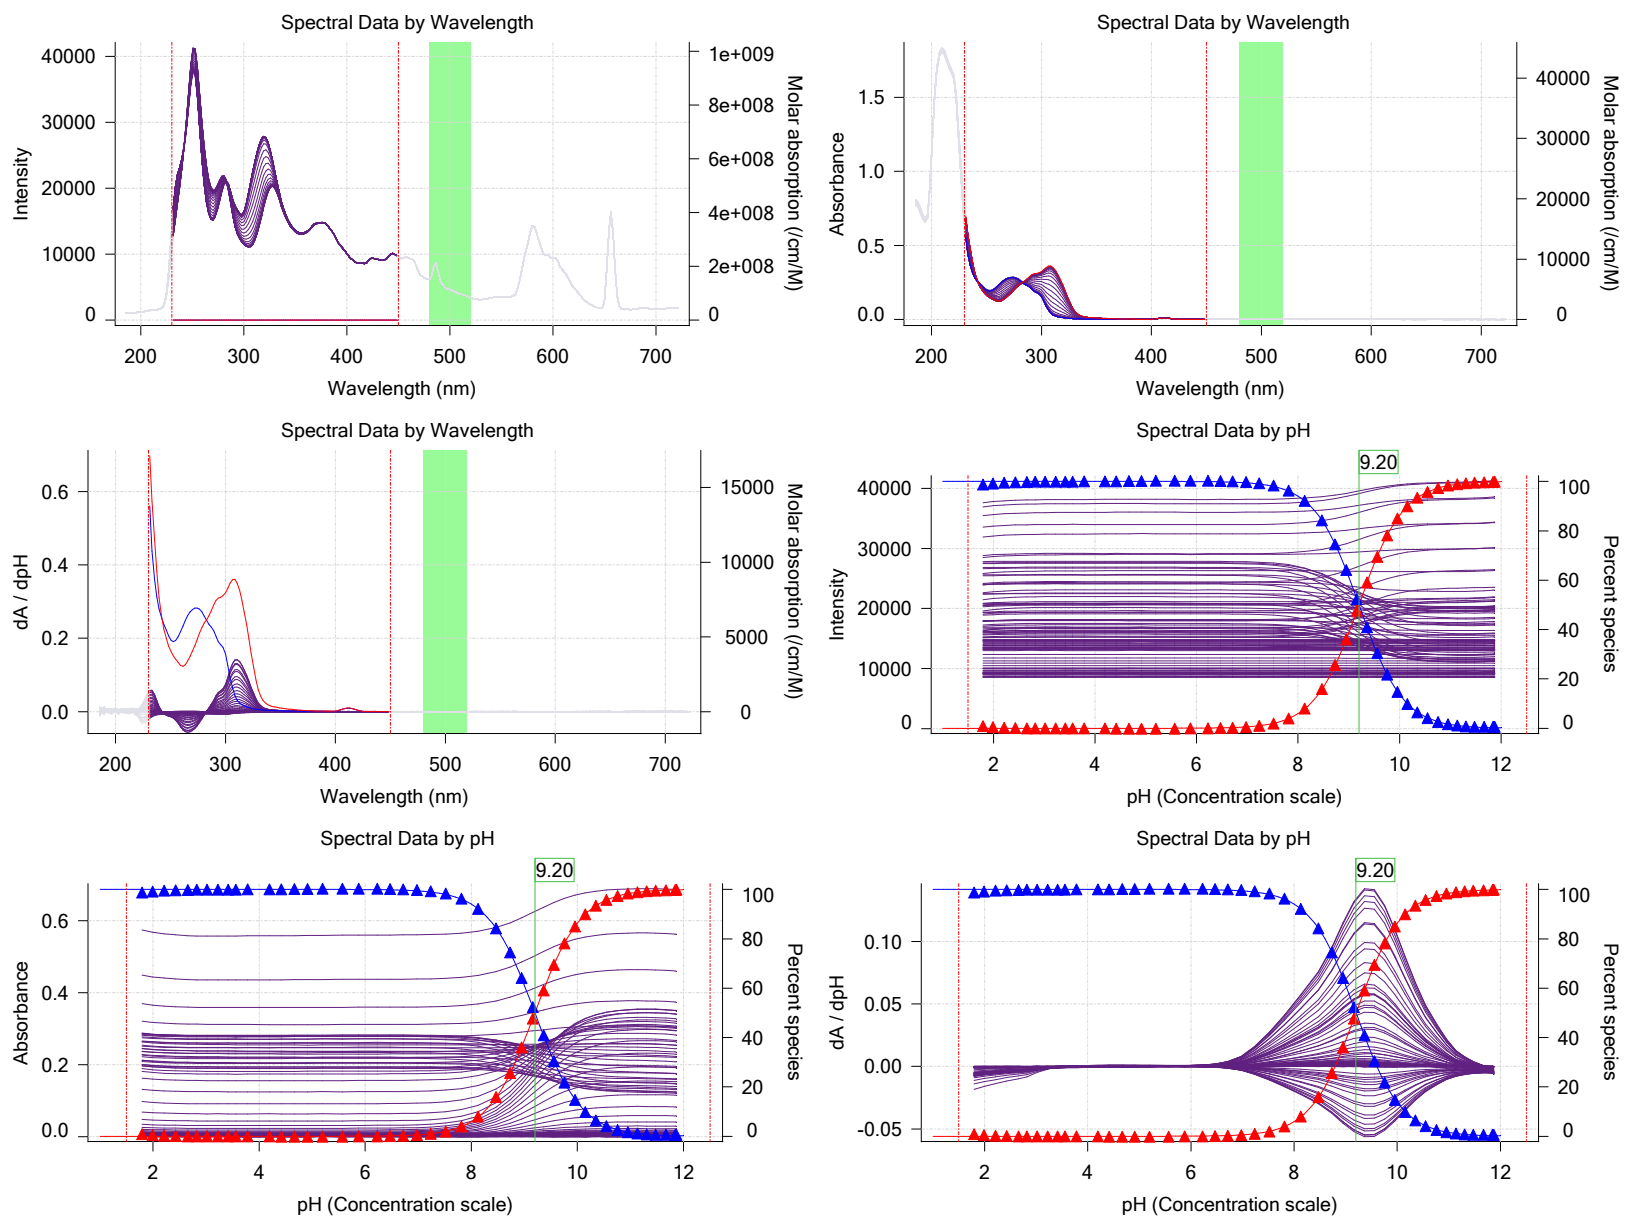 Spectral Data by Wavelength
Intensity
40000
30000
20000
10000
0
1e+009
8e+008
6e+008
4e+008
2e+008
0
Molar absorption (/cm/M)
200 300 400 500 600 700
Wavelength (nm)
Spectral Data by Wavelength
Absorbance
1.5
1.0
0.5
0.0
40000
30000
20000
10000
0
Molar absorption (/cm/M)
200 300 400 500 600 700
Wavelength (nm)
Spectral Data by Wavelength
dA / dpH
0.6
0.4
0.2
0.0
15000
10000
5000
0
Molar absorption (/cm/M)
200 300 400 500 600 700
Wavelength (nm)
Spectral Data by pH
9.20
Intensity
40000
30000
20000
10000
0
100
80
60
40
20
0
Percent species
2 4 6 8 10 12
pH (Concentration scale)
Spectral Data by pH
9.20
Absorbance
0.6
0.4
0.2
0.0
100
80
60
40
20
0
Percent species
2 4 6 8 10 12
pH (Concentration scale)
Spectral Data by pH
9.20
dA / dpH
0.10
0.05
0.00
-0.05
100
80
60
40
20
0
Percent species
2 4 6 8 10 12
pH (Concentration scale)